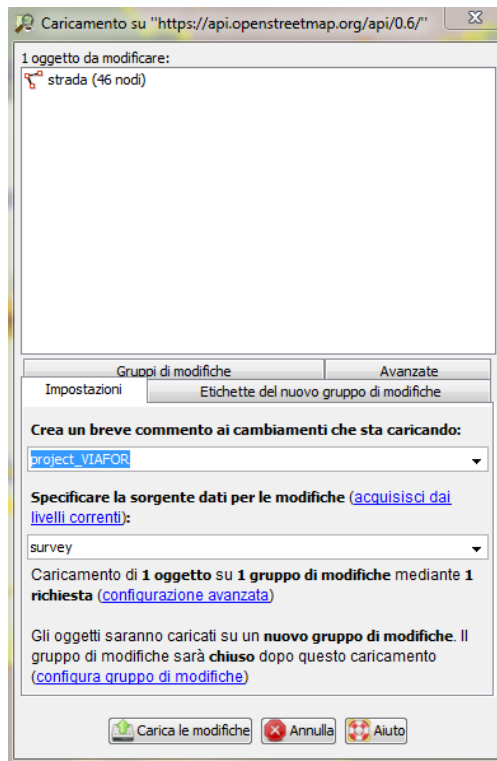 Caricamento su "https://api.openstreetmap.org/api/0.6/"
1 oggetto da modificare:
strada (46 nodi)
Gruppi di modifiche
Avanzate
Impostazioni
Etichette del nuovo gruppo di modifiche
Crea un breve commento ai cambiamenti che sta caricando:
project_VIAFOR
Specificare la sorgente dati per le modifiche (acquisisci dai
livelli correnti):
survey
Caricamento di 1 oggetto su 1 gruppo di modifiche mediante 1
richiesta (configurazione avanzata)
Gli oggetti saranno caricati su un nuovo gruppo di modifiche. Il
gruppo di modifiche sarà chiuso dopo questo caricamento
(configura gruppo di modifiche)
Carica le modifiche
Annulla
Aiuto